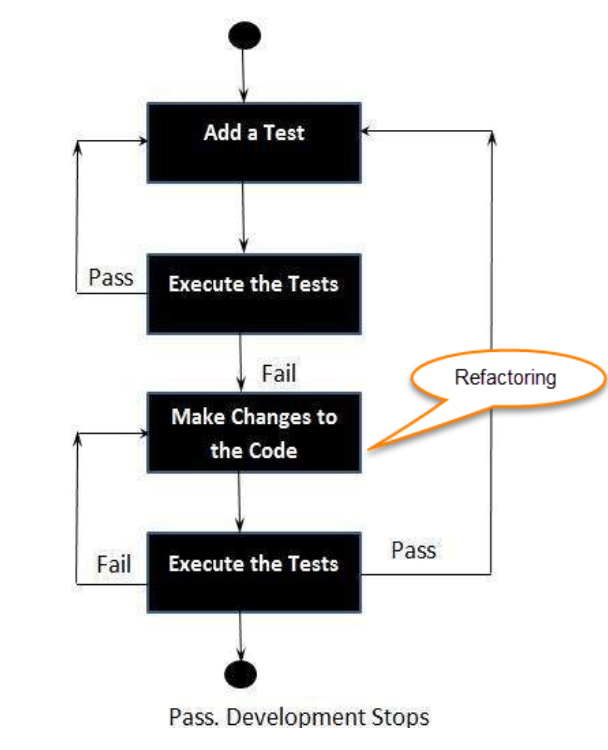 Add a Test
Pass
Execute the Tests
Fail
Refactoring
Make Changes to
the Code
Fail
Execute the Tests
Pass
Pass. Development Stops